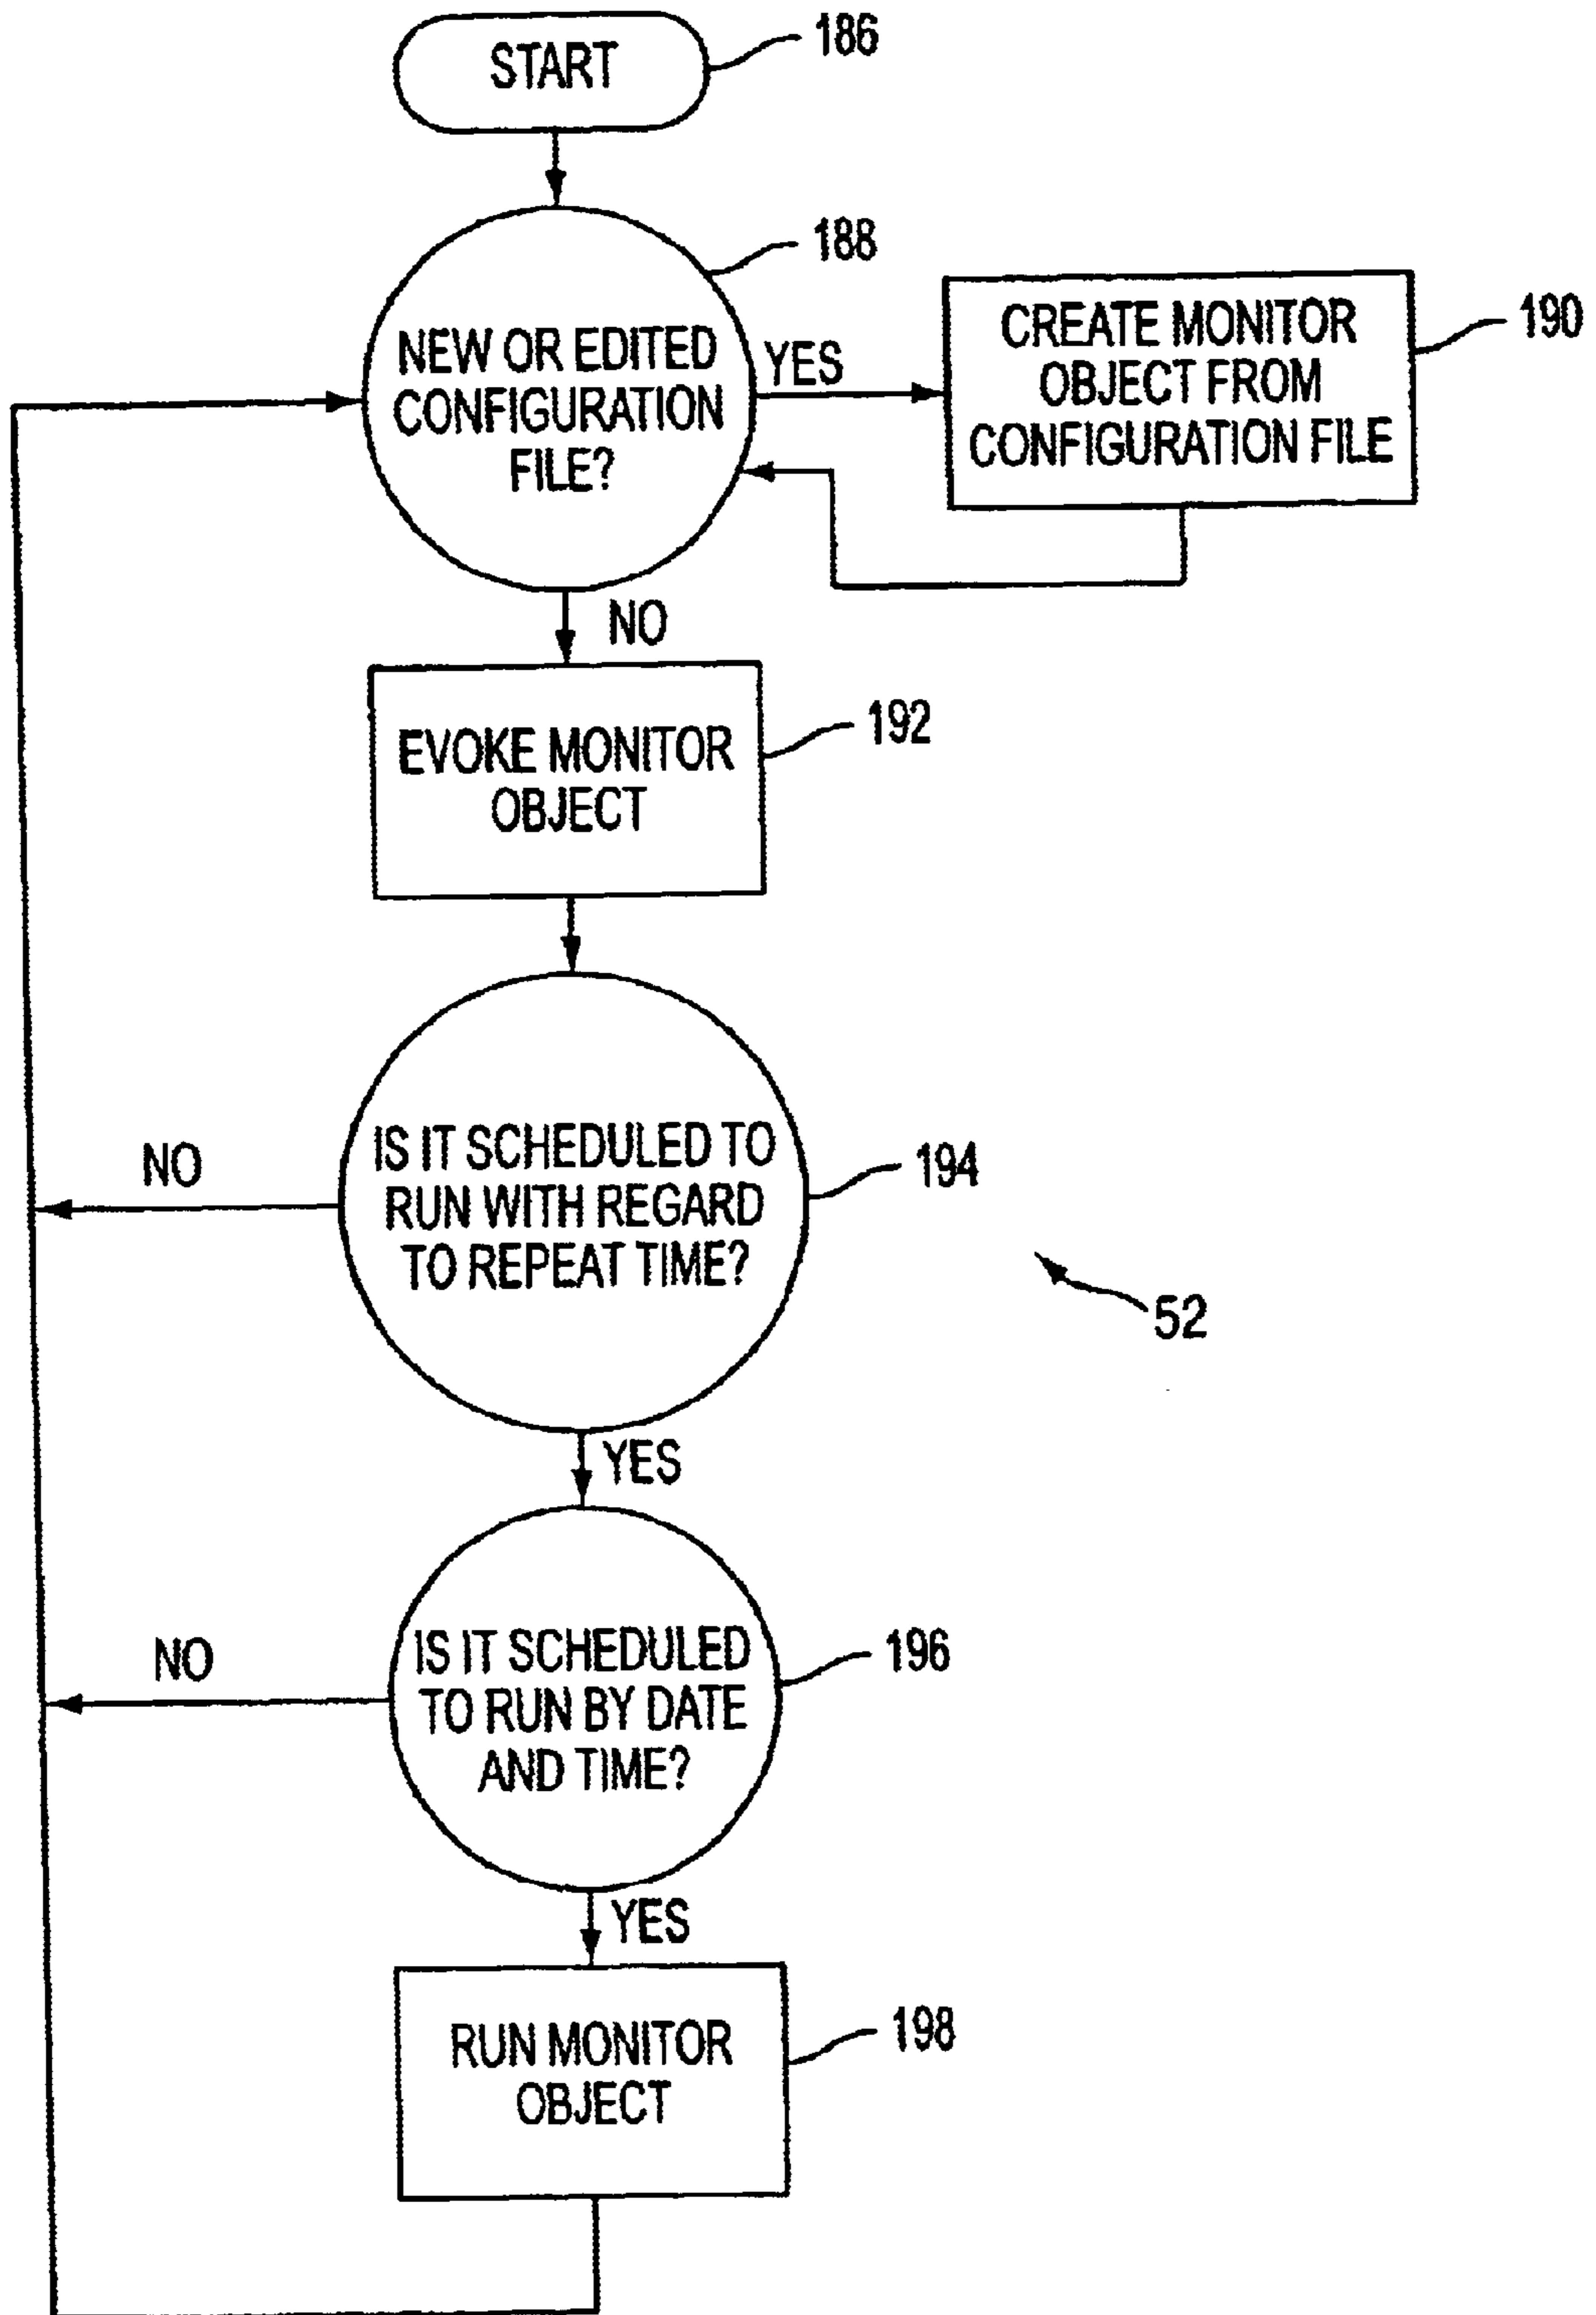 START
186
188
NEW OR EDITED
CONFIGURATION
FILE?
YES
CREATE MONITOR
OBJECT FROM
CONFIGURATION FILE
190
NO
EVOKE MONITOR
OBJECT
192
IS IT SCHEDULED TO
RUN WITH REGARD
TO REPEAT TIME?
NO
194
52
YES
IS IT SCHEDULED
TO RUN BY DATE
AND TIME?
NO
196
YES
RUN MONITOR
OBJECT
198